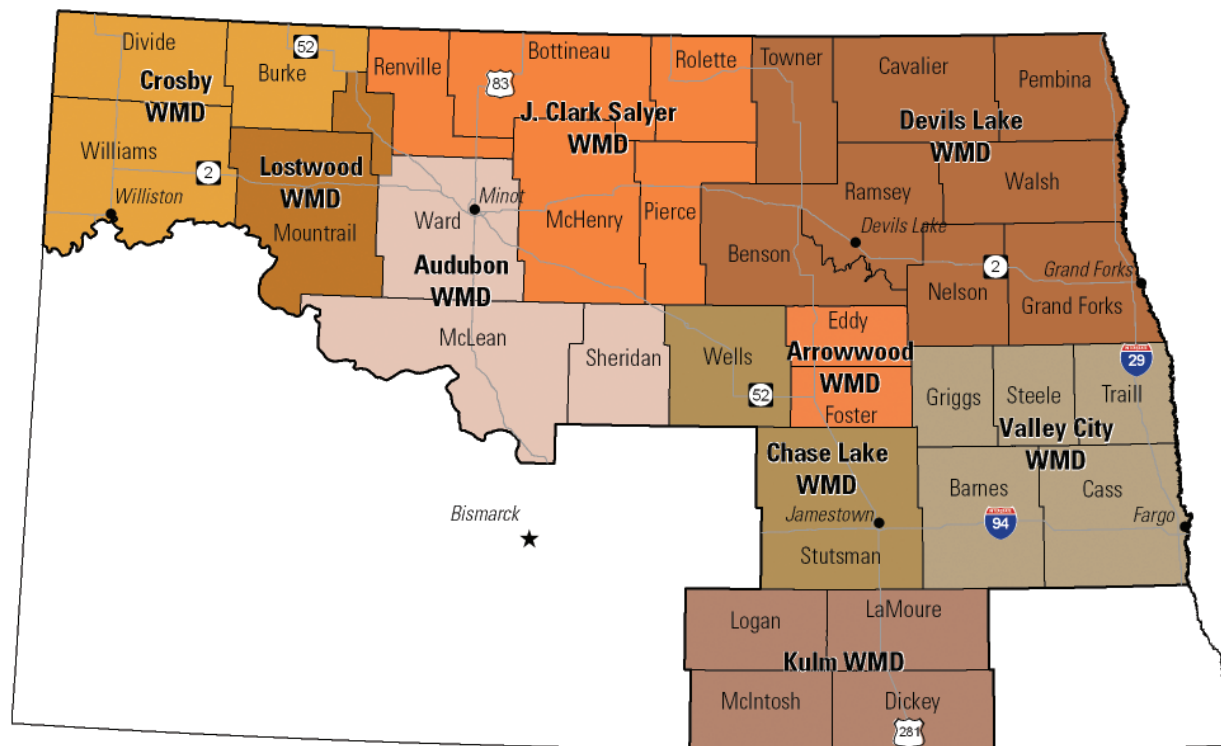 Divide
52
Burke
Renville
Bottineau
Rolette
Towner
Cavalier
Pembina
Crosby
WMD
83
J. Clark Salyer
WMD
Devils Lake
WMD
Williams
2
Lostwood
WMD
Williston
Mountrail
Minot
Ward
McHenry
Pierce
Ramsey
Walsh
Devils Lake
Benson
2
Nelson
Grand Forks
Grand Forks
Audubon
WMD
McLean
Sheridan
Wells
52
Eddy
Arrowwood
WMD
Foster
29
Griggs
Steele
Traill
Valley City
WMD
Chase Lake
WMD
Barnes
Cass
Bismarck
Jamestown
94
Fargo
Stutsman
Logan
LaMoure
Kulm WMD
McIntosh
Dickey
281